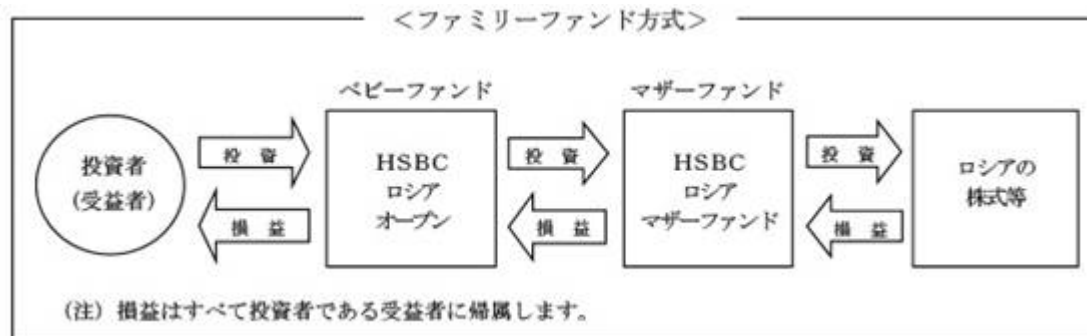 ＜ファミリーファンド方式＞
ベビーファンド
マザーファンド
投資者
(受益者)
投資
損益
HSBC
ロシア
オープン
投資
損益
HSBC
ロシア
マザーファンド
投資
損益
ロシアの
株式等
(注) 損益はすべて投資者である受益者に帰属します。